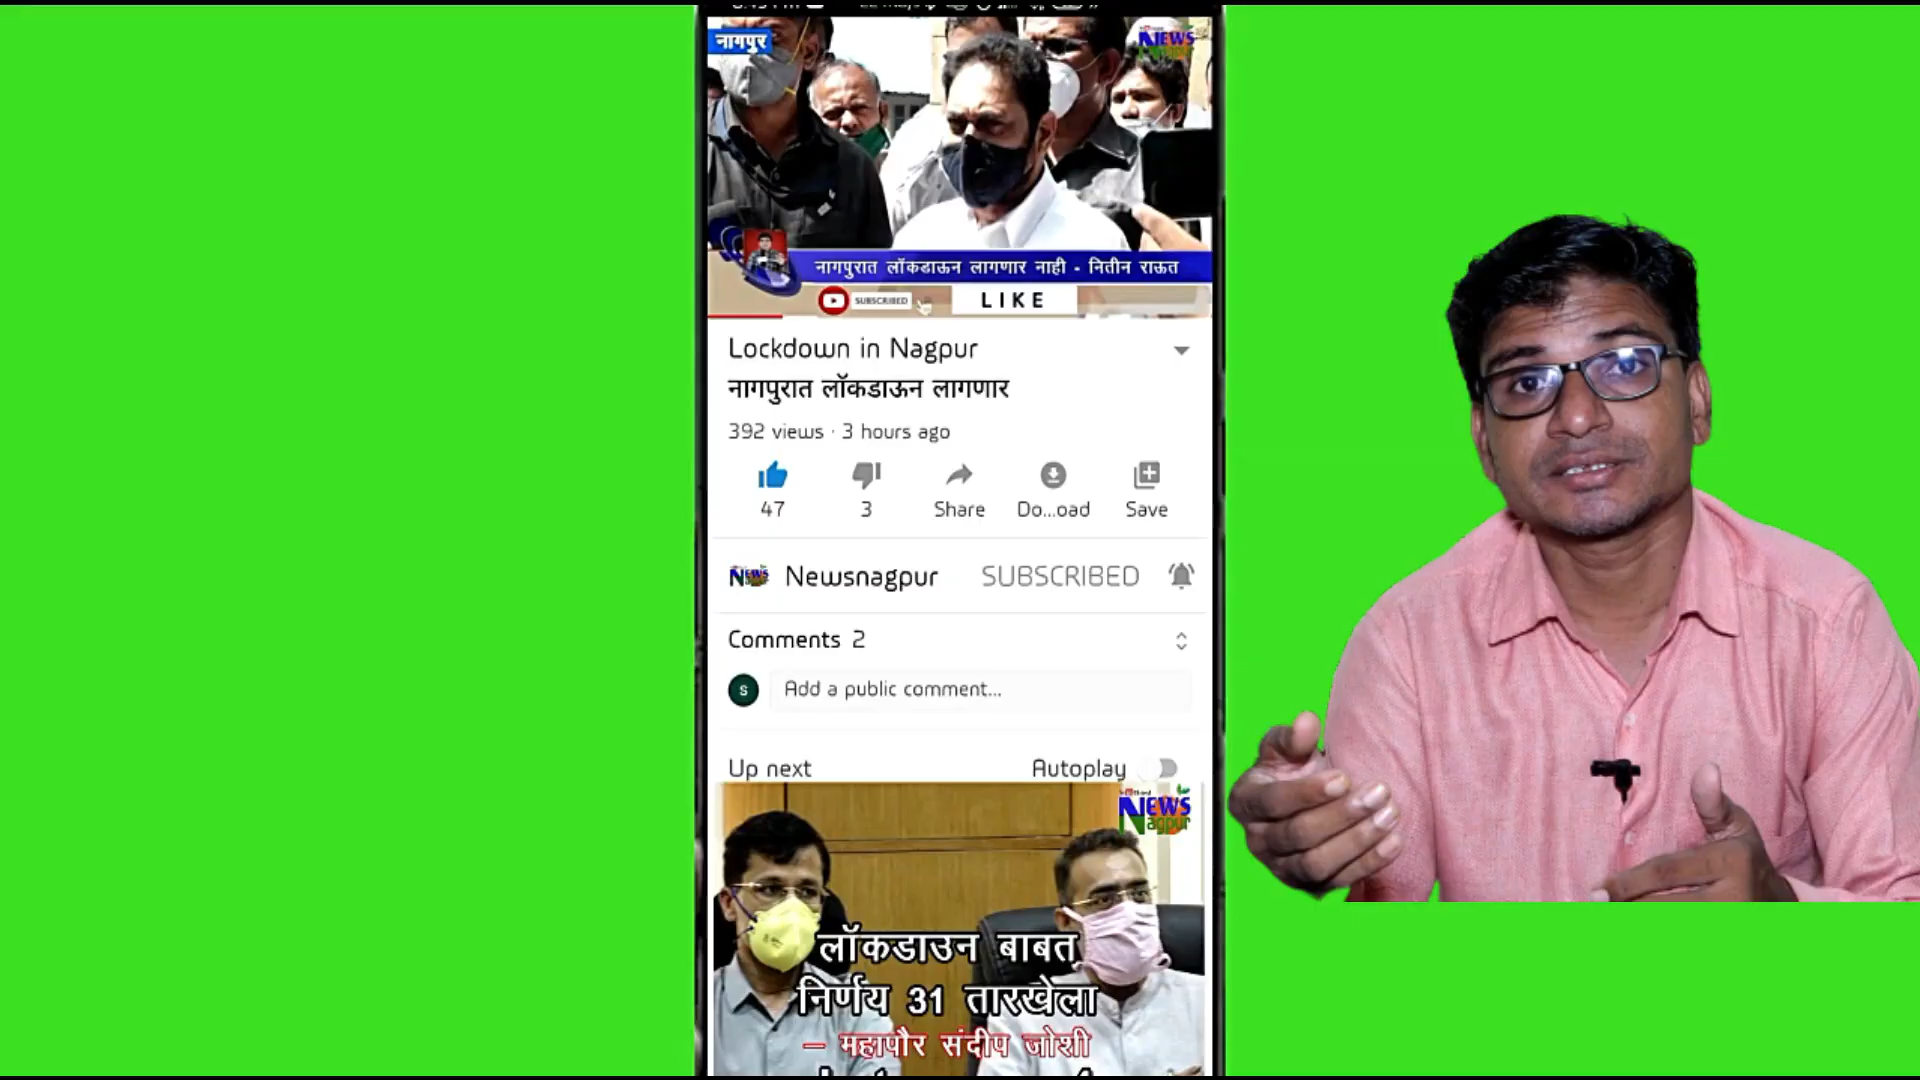 नागपूर
NEWS
नागपुरात लॉकडाऊन लागणार नाही - नितीन राऊत
SUBSCRIBED
LIKE
Lockdown in Nagpur
नागपुरात लॉकडाऊन लागणार
392 views · 3 hours ago
47
3
Share
Do...oad
Save
NEWS
Newsnagpur
SUBSCRIBED
Comments 2
S
Add a public comment...
Up next
Autoplay
NEWS
Nagpur
लॉकडाउन बाबत
निर्णय 31 तारखेला
– महापौर संदीप जोशी